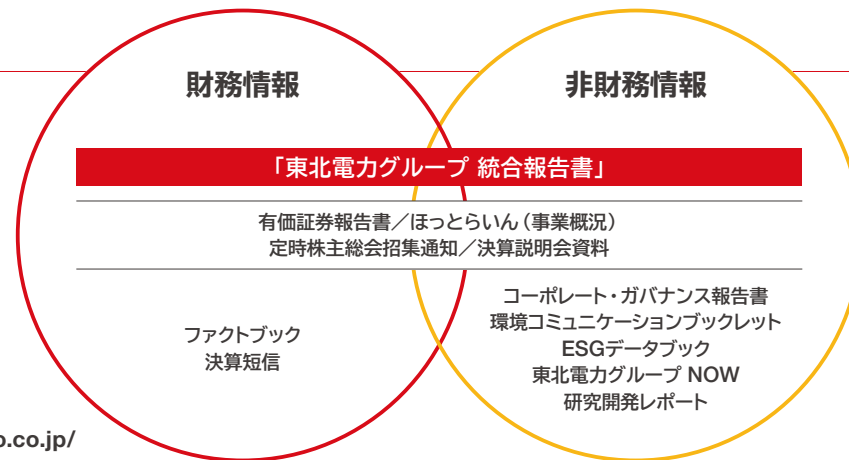 財務情報
非財務情報
「東北電力グループ 統合報告書」
有価証券報告書／ほっとらいん（事業概況）
定時株主総会招集通知／決算説明会資料
ファクトブック
決算短信
コーポレート・ガバナンス報告書
環境コミュニケーションブックレット
ESGデータブック
東北電力グループ NOW
研究開発レポート
o.co.jp/